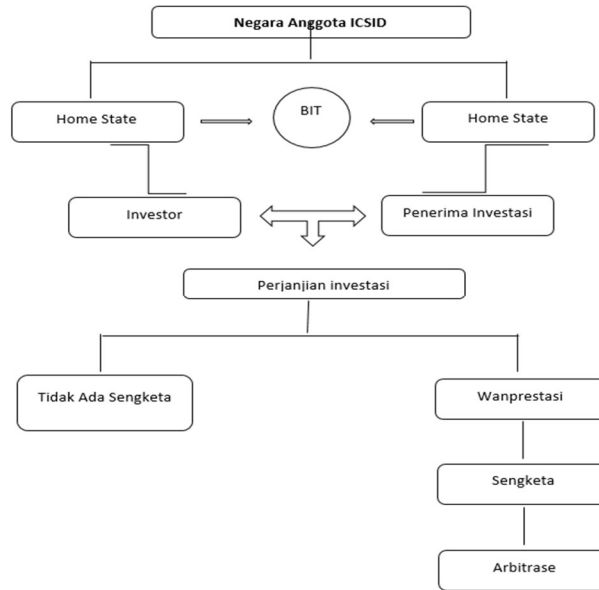 Negara Anggota ICSID
Home State
BIT
Home State
Investor
Penerima Investasi
Perjanjian investasi
Tidak Ada Sengketa
Wanprestasi
Sengketa
Arbitrase